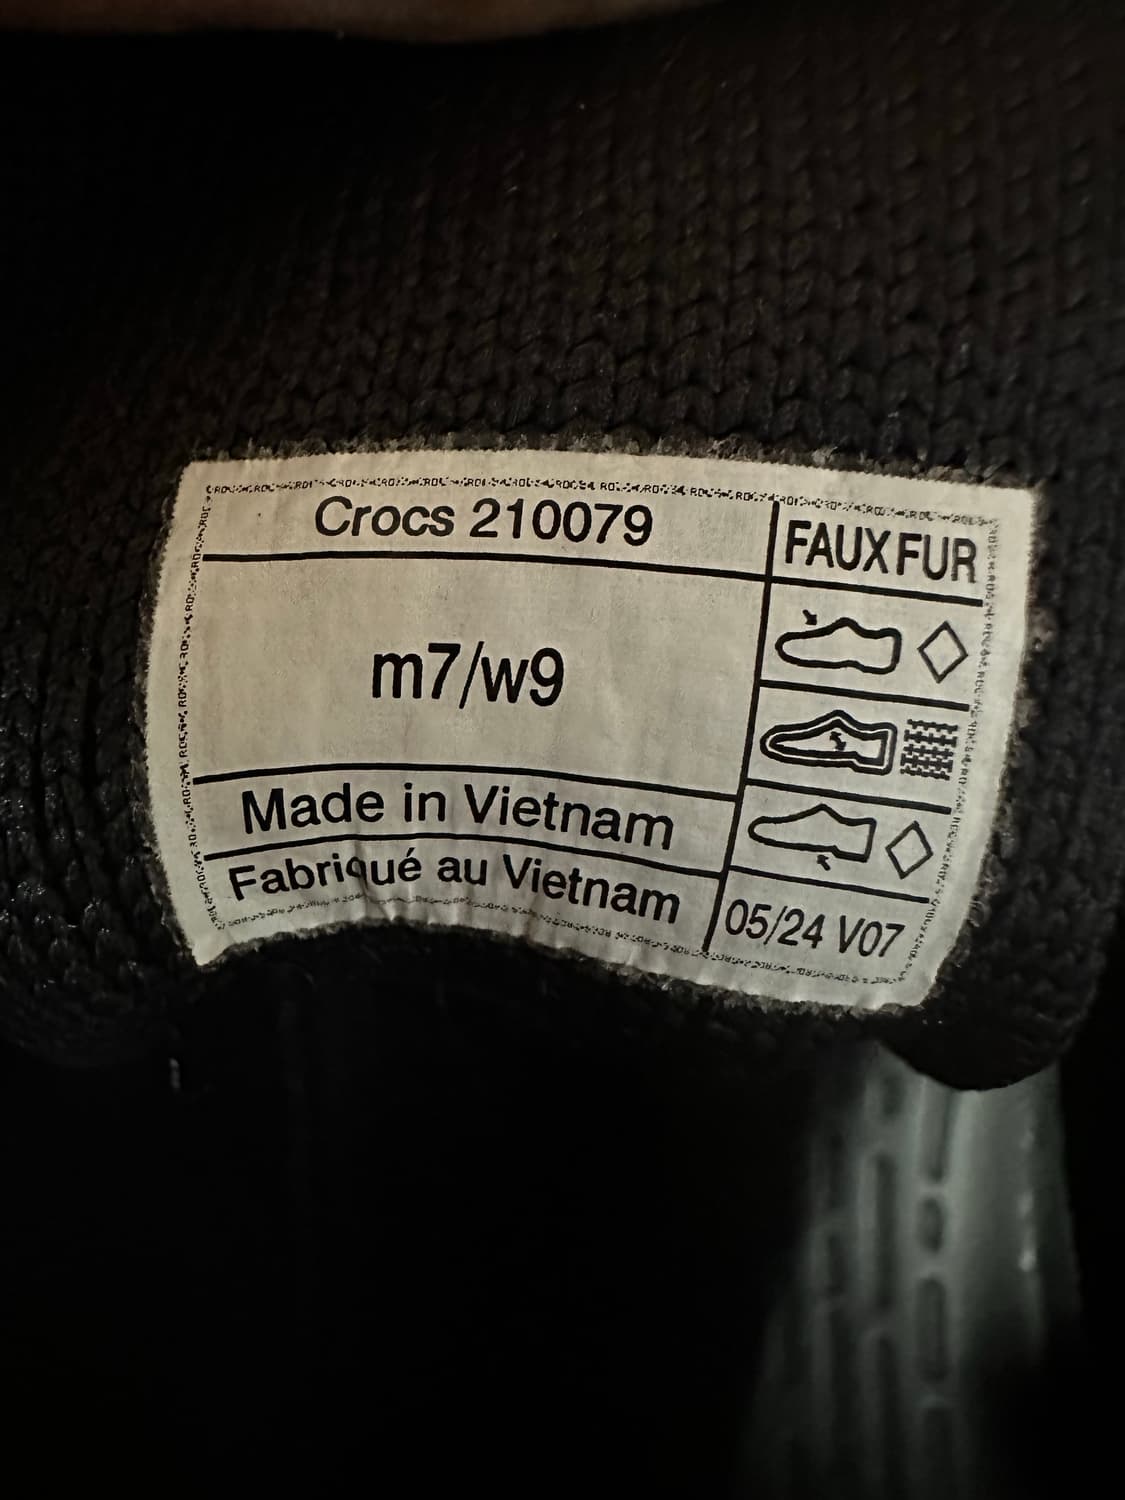 Crocs 210079
FAUX FUR
m7/w9
Made in Vietnam
Fabriqué au Vietnam
05/24 V07